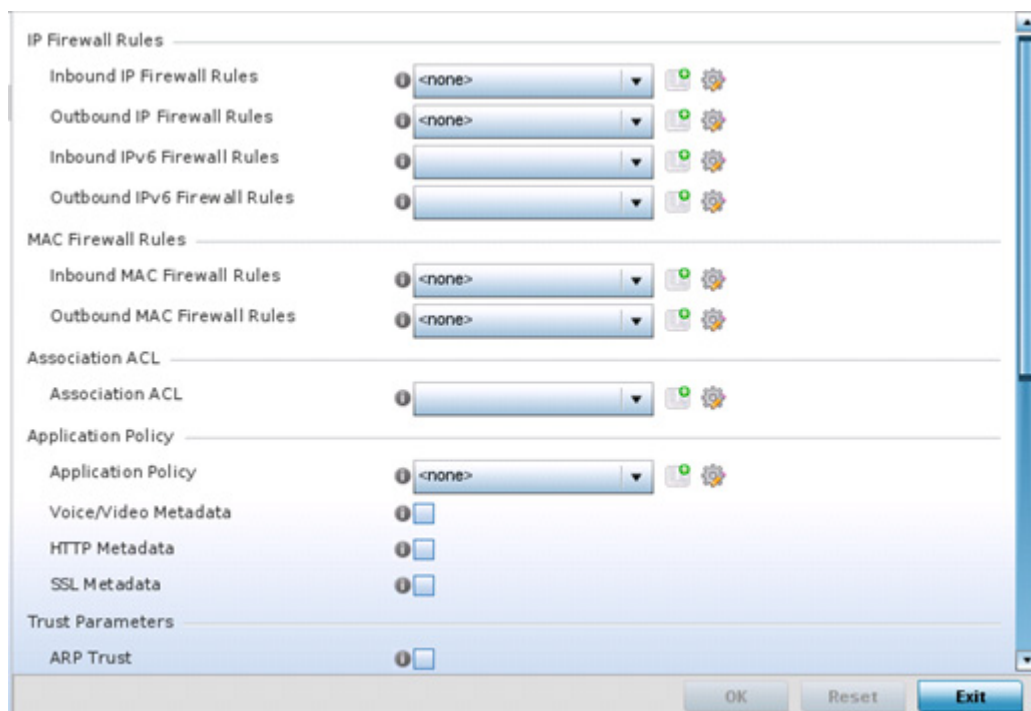 IP Firewall Rules
Inbound IP Firewall Rules <none>
Outbound IP Firewall Rules <none>
Inbound IPv6 Firewall Rules
Outbound IPv6 Firewall Rules
MAC Firewall Rules
Inbound MAC Firewall Rules <none>
Outbound MAC Firewall Rules <none>
Association ACL
Association ACL
Application Policy
Application Policy <none>
Voice/Video Metadata
HTTP Metadata
SSL Metadata
Trust Parameters
ARP Trust
OK Reset Exit